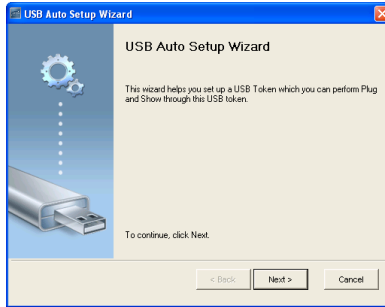 USB Auto Setup Wizard
USB Auto Setup Wizard
This wizard helps you set up a USB Token which you can perform Plug
and Show through this USB token.
To continue, click Next.
< Back
Next >
Cancel